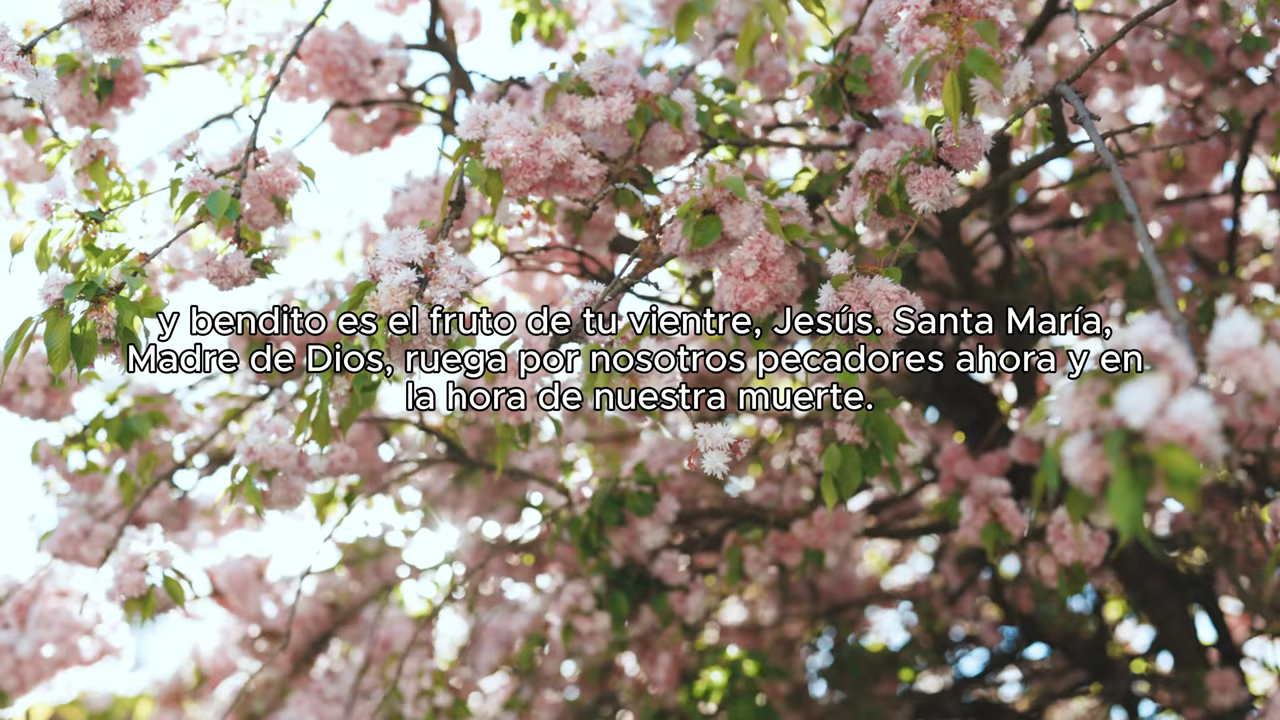 y bendito es el fruto de tu vientre, Jesús. Santa María,
Madre de Dios, ruega por nosotros pecadores ahora y en
la hora de nuestra muerte.